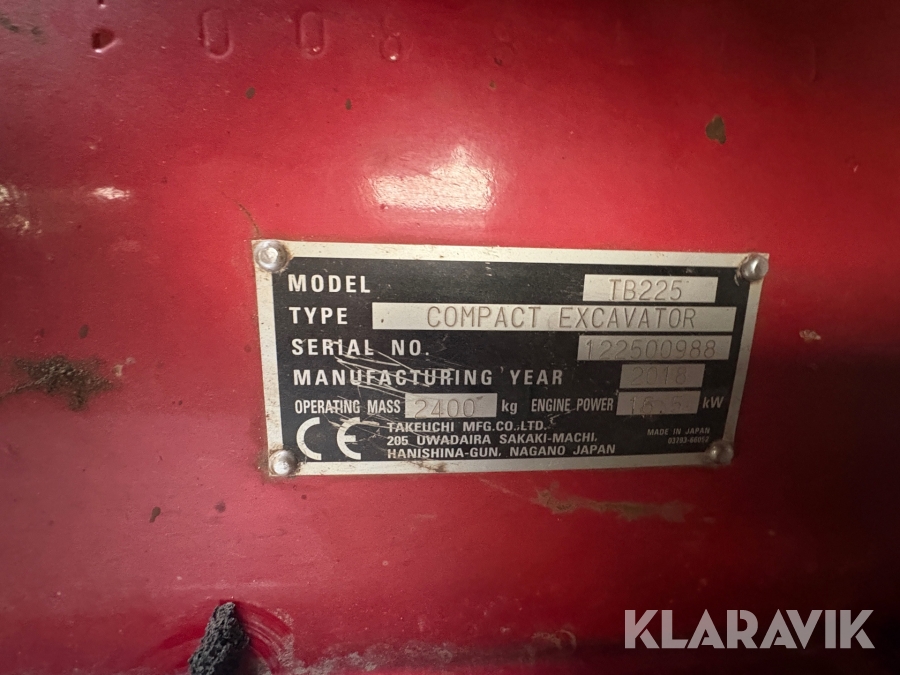 MODEL TB225
TYPE COMPACT EXCAVATOR
SERIAL NO. 122500988
MANUFACTURING YEAR 2018
OPERATING MASS 2400 kg ENGINE POWER kW
CE TAKEUCHI MFG.CO.,LTD.
205 UWADAIRA SAKAKI-MACHI,
HANISHINA-GUN, NAGANO JAPAN
MADE IN JAPAN
KLARAVIK